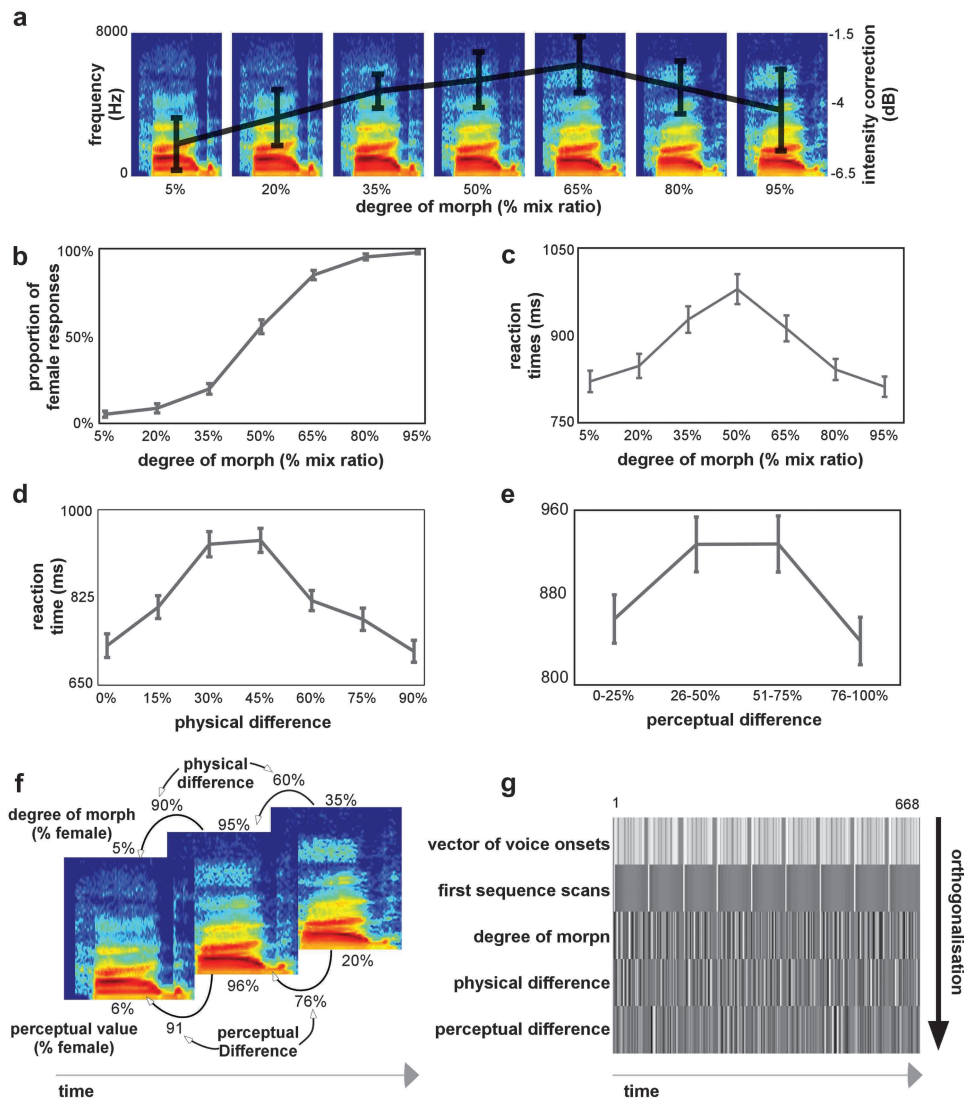 a
8000
frequency
(Hz)
0
-1.5
-4
-6.5
intensity correction
(dB)
5% 20% 35% 50% 65% 80% 95%
degree of morph (% mix ratio)
b
100%
50%
0%
proportion of
female responses
5% 20% 35% 50% 65% 80% 95%
degree of morph (% mix ratio)
c
1050
900
750
reaction
times (ms)
5% 20% 35% 50% 65% 80% 95%
degree of morph (% mix ratio)
d
1000
825
650
reaction
time (ms)
0% 15% 30% 45% 60% 75% 90%
physical difference
e
960
880
800
0-25% 26-50% 51-75% 76-100%
perceptual difference
f
physical
difference
90%
60%
degree of morph
(% female)
5%
95%
35%
6%
96%
20%
perceptual value
(% female)
91
76%
perceptual
Difference
time
g
1 668
vector of voice onsets
first sequence scans
degree of morpn
physical difference
perceptual difference
orthogonalisation
time